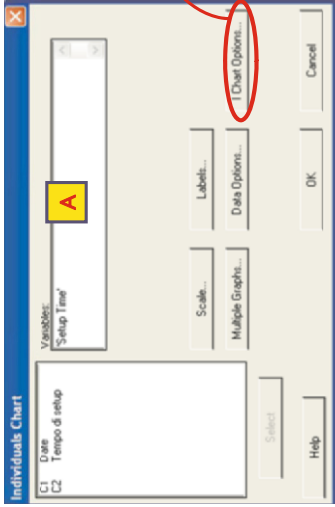 Individuals Chart
C1 Date
C2 Tempo di setup
Variables:
'Setup Time'
A
Scale...
Labels...
Multiple Graphs...
Data Options...
I Chart Options...
Select
Help
OK
Cancel